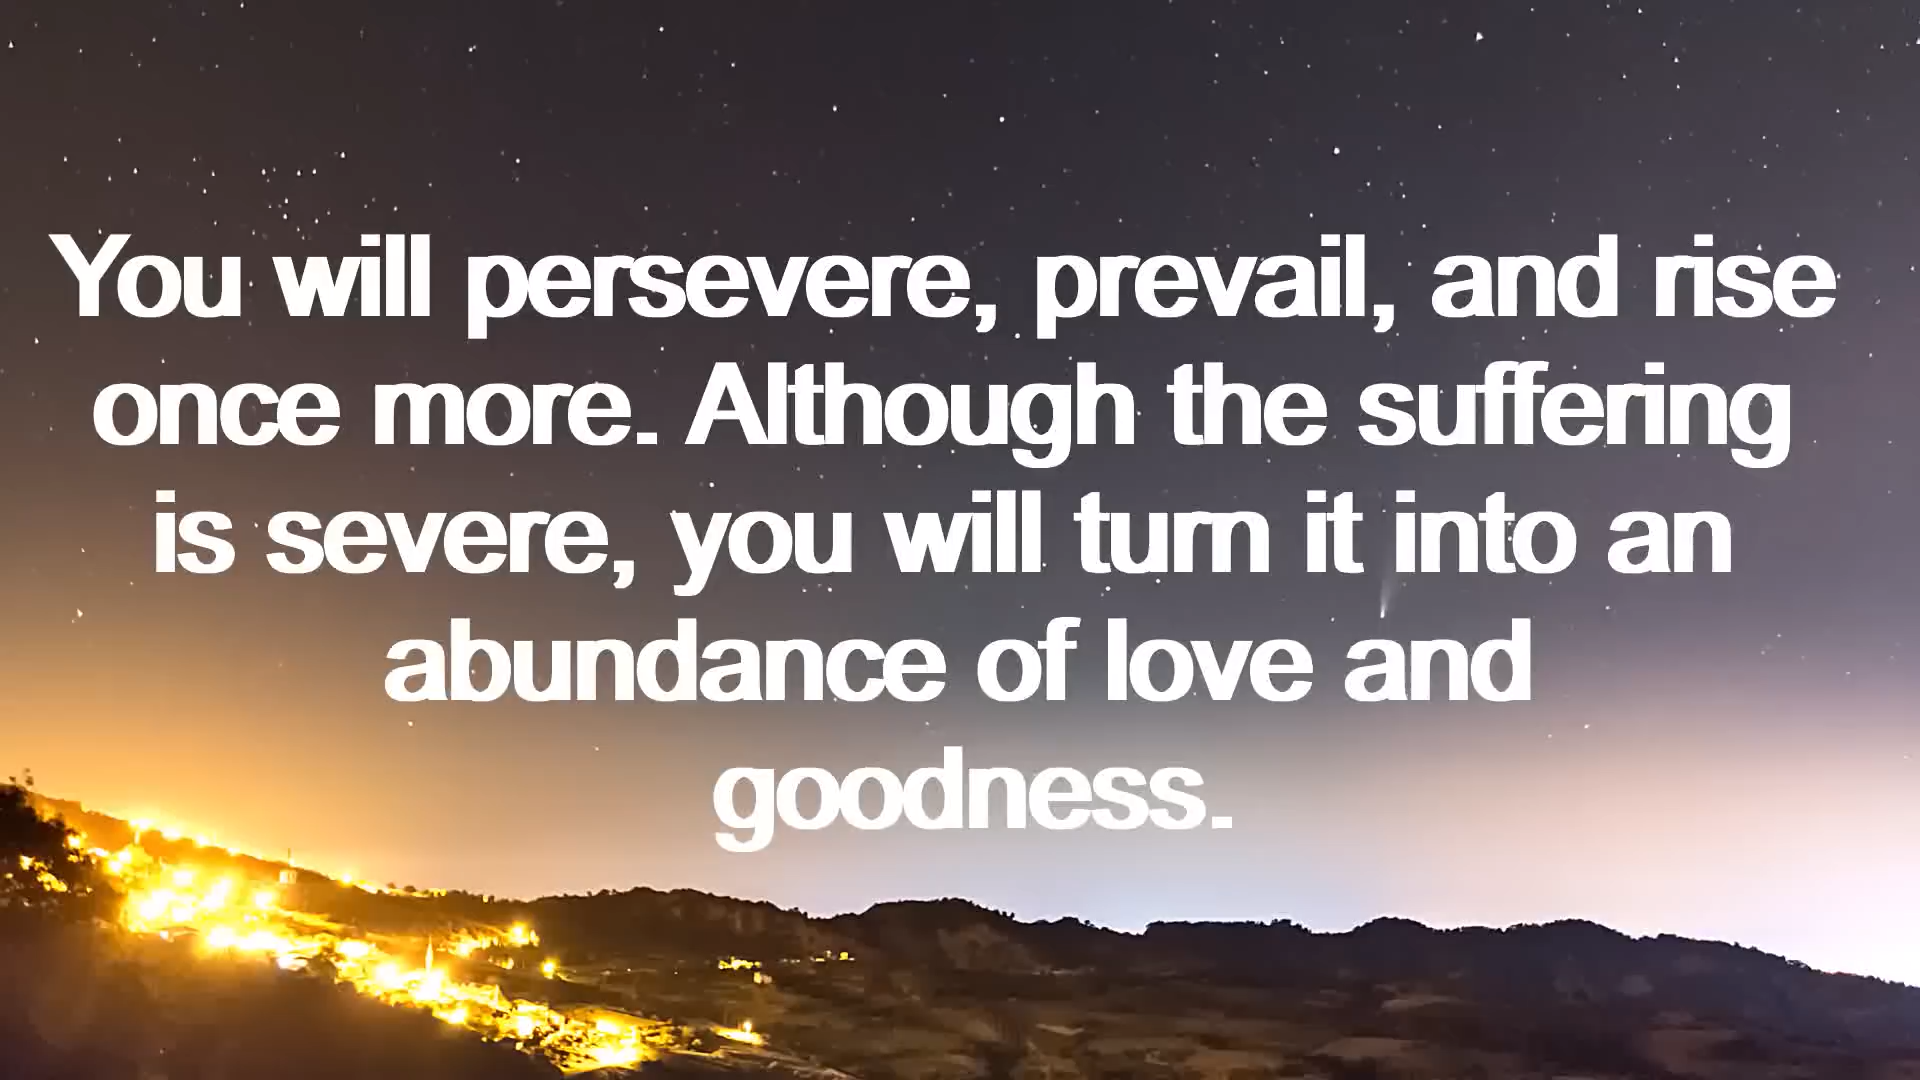 You will persevere, prevail, and rise
once more. Although the suffering
is severe, you will turn it into an
abundance of love and
goodness.